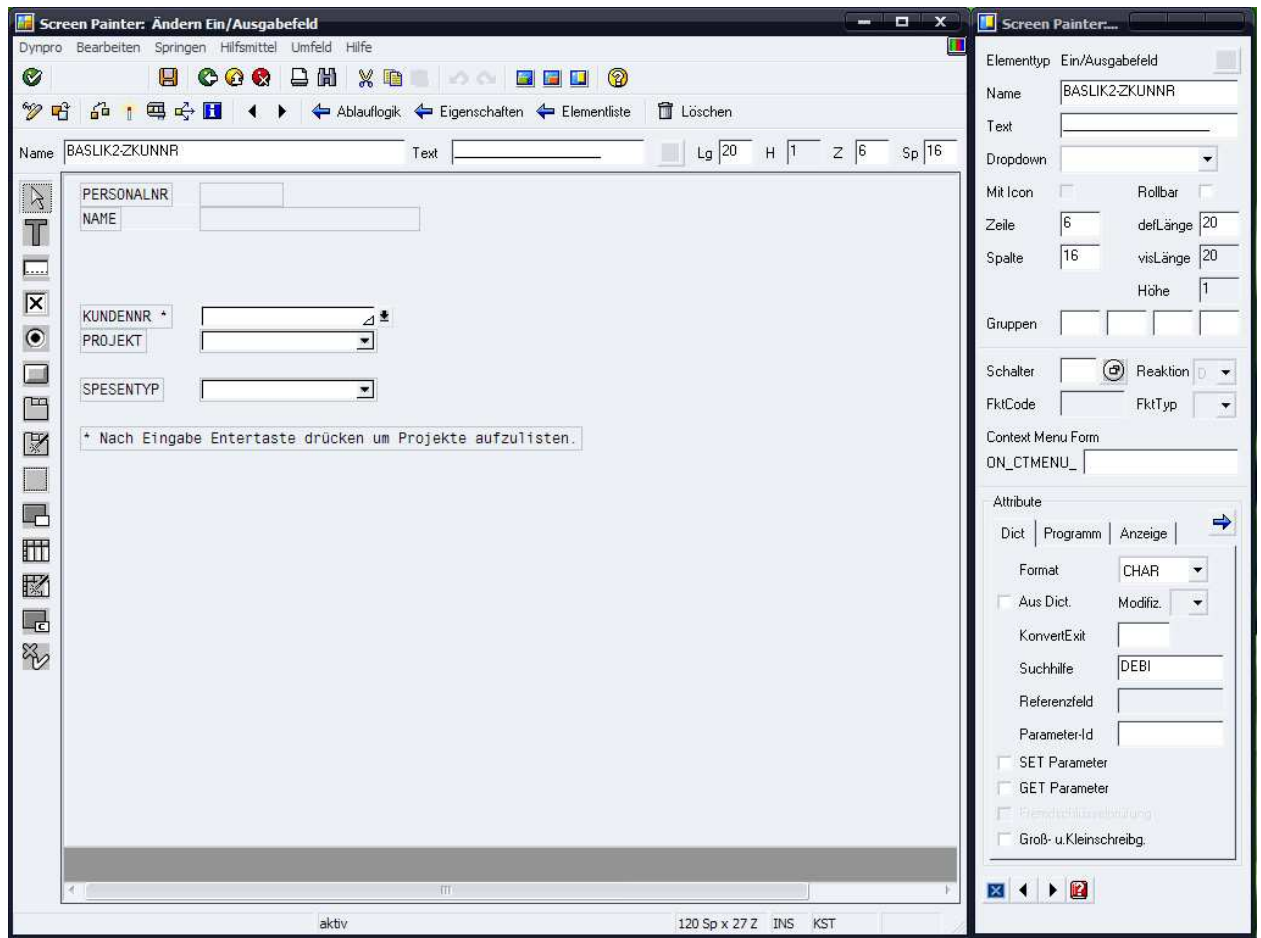 Screen Painter: Ändern Ein/Ausgabefeld
Dynpro Bearbeiten Springen Hilfsmittel Umfeld Hilfe
Ablauflogik Eigenschaften Elementliste Löschen
Name BASLIK2-ZKUNNR Text Lg 20 H 1 Z 6 Sp 16
PERSONALNR
NAME
KUNDENNR *
PROJEKT
SPESENTYP
* Nach Eingabe Entertaste drücken um Projekte aufzulisten.
aktiv 120 Sp x 27 Z INS KST
Screen Painter:...
Elementtyp Ein/Ausgabefeld
Name BASLIK2-ZKUNNR
Text
Dropdown
Mit Icon Rollbar
Zeile 6 defLänge 20
Spalte 16 visLänge 20
Höhe 1
Gruppen
Schalter Reaktion D
FktCode FktTyp
Context Menu Form
ON_CTMENU_
Attribute
Dict Programm Anzeige
Format CHAR
Aus Dict. Modifiz.
KonvertExit
Suchhilfe DEBI
Referenzfeld
Parameter-Id
SET Parameter
GET Parameter
Fremdschlüsselprüfung
Groß- u.Kleinschreibg.